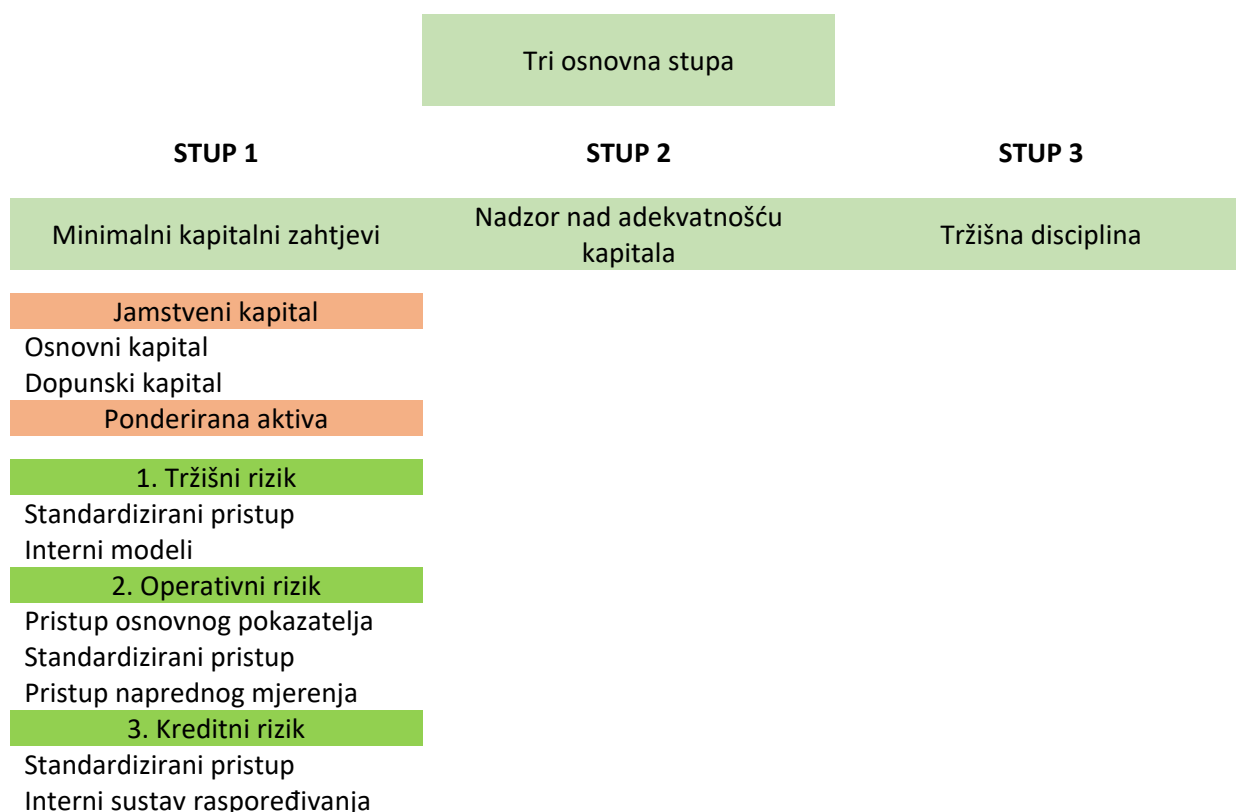 Tri osnovna stupa
STUP 1 STUP 2 STUP 3
Minimalni kapitalni zahtjevi
Nadzor nad adekvatnošću
kapitala
Tržišna disciplina
Jamstveni kapital
Osnovni kapital
Dopunski kapital
Ponderirana aktiva
1. Tržišni rizik
Standardizirani pristup
Interni modeli
2. Operativni rizik
Pristup osnovnog pokazatelja
Standardizirani pristup
Pristup naprednog mjerenja
3. Kreditni rizik
Standardizirani pristup
Interni sustav raspoređivanja